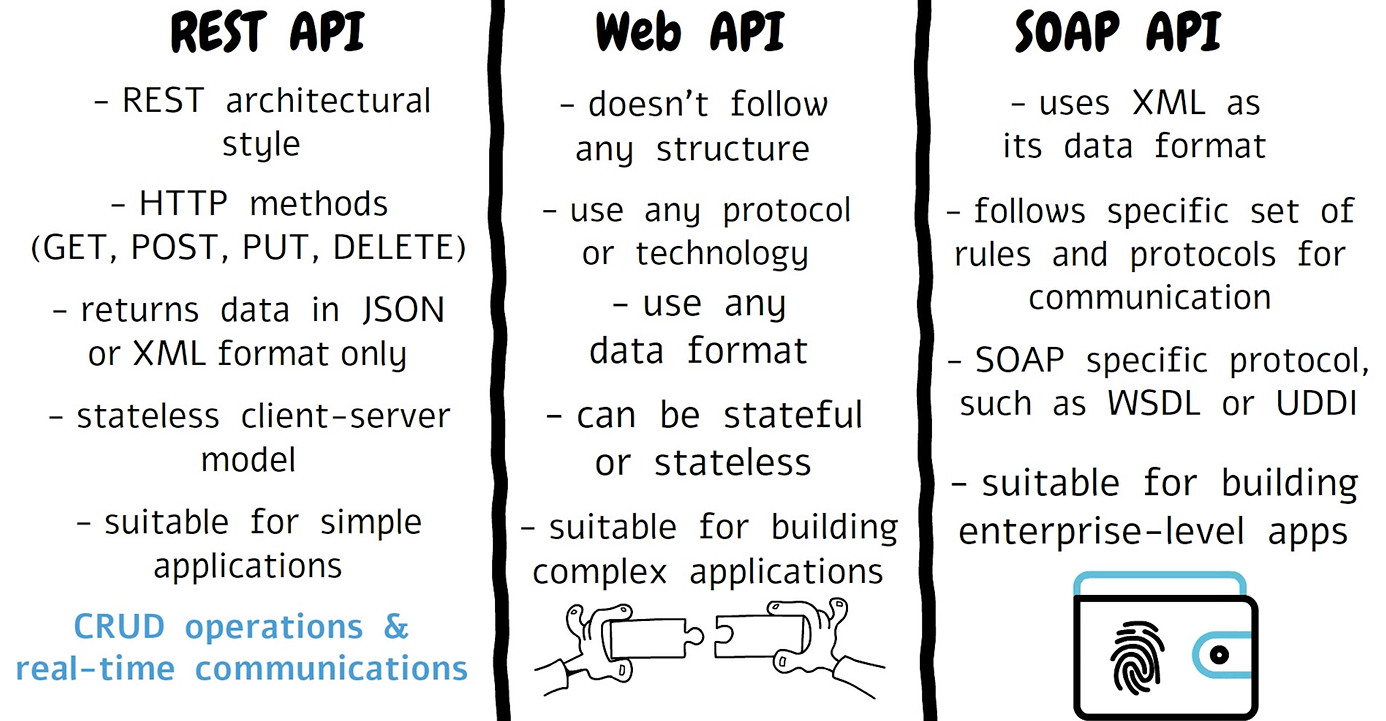 REST API
- REST architectural
style
- HTTP methods
(GET, POST, PUT, DELETE)
- returns data in JSON
or XML format only
- stateless client-server
model
- suitable for simple
applications
CRUD operations &
real-time communications
Web API
- doesn't follow
any structure
- use any protocol
or technology
- use any
data format
- can be stateful
or stateless
- suitable for building
complex applications
SOAP API
- uses XML as
its data format
- follows specific set of
rules and protocols for
communication
- SOAP specific protocol,
such as WSDL or UDDI
- suitable for building
enterprise-level apps